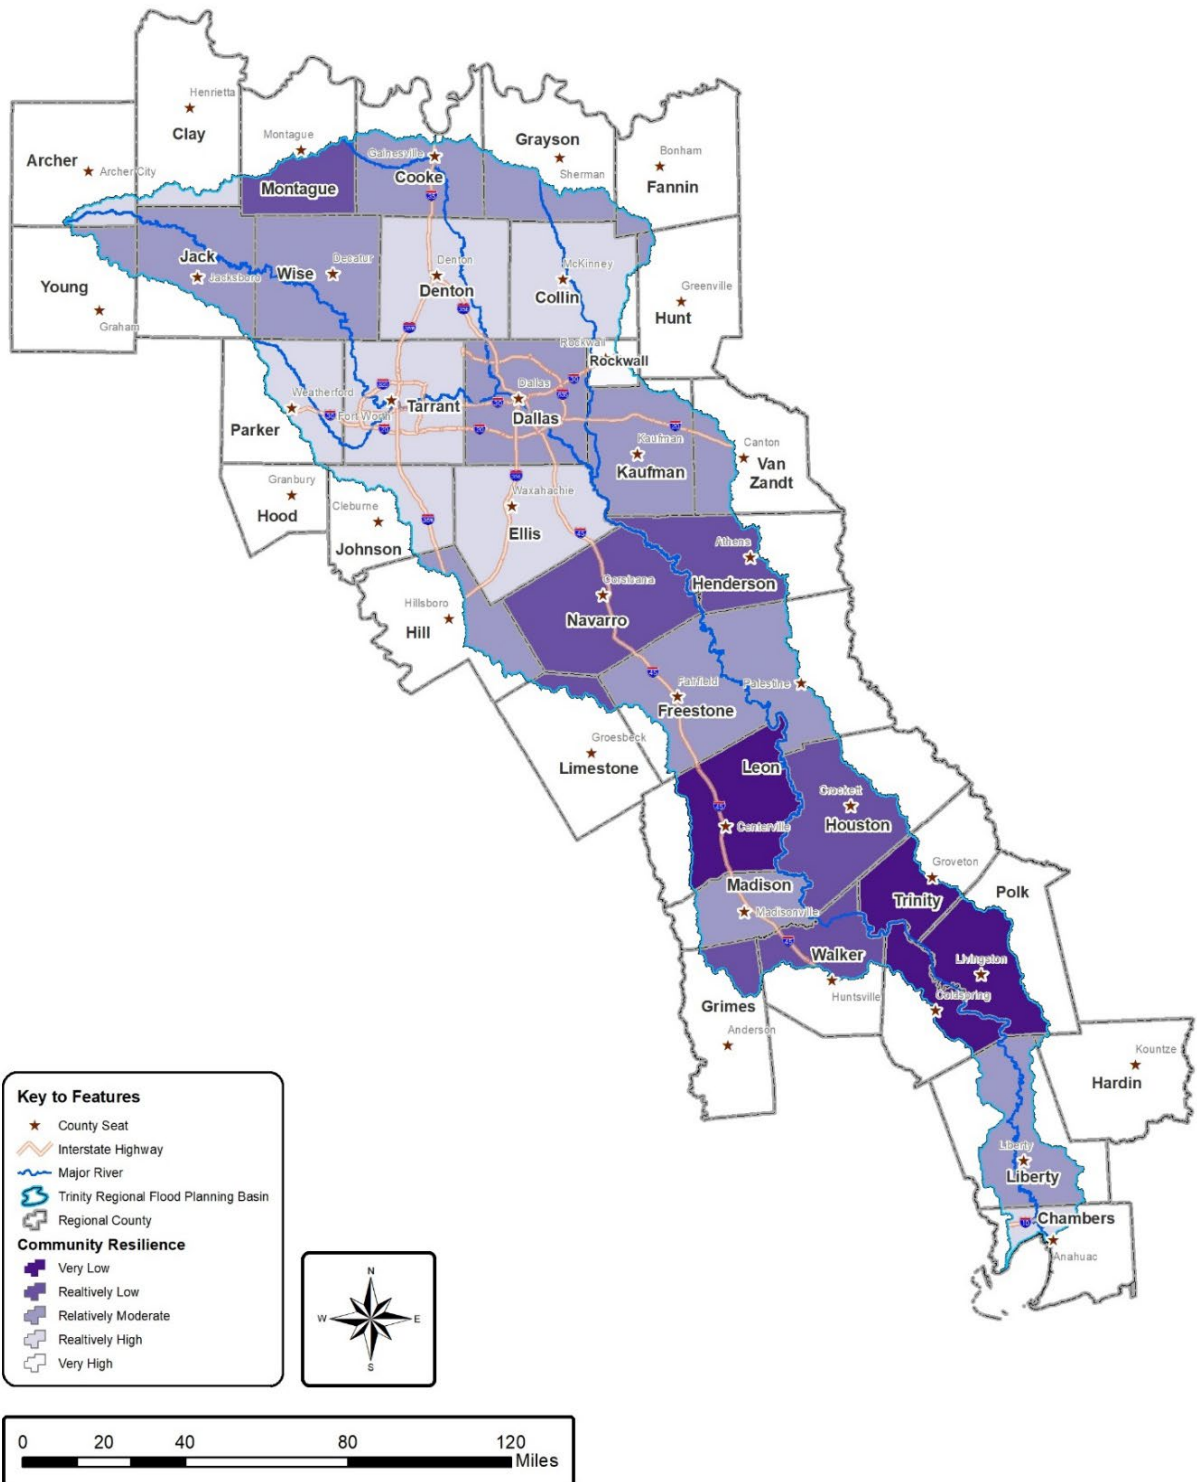 Henrietta
Clay
Montague
Gainesville
Cooke
Grayson
Sherman
Bonham
Fannin
Archer
Archer City
Montague
Jack
Jacksboro
Wise
Decatur
Denton
Denton
McKinney
Collin
Greenville
Hunt
Young
Graham
Rockwall
Rockwall
Weatherford
Fort Worth
Tarrant
Dallas
Dallas
Parker
Kaufman
Kaufman
Canton
Van
Zandt
Granbury
Hood
Cleburne
Johnson
Waxahachie
Ellis
Athens
Henderson
Corsicana
Navarro
Hillsboro
Hill
Fairfield
Freestone
Palestine
Groesbeck
Limestone
Leon
Centerville
Crockett
Houston
Madison
Madisonville
Groveton
Trinity
Polk
Walker
Huntsville
Livingston
Coldspring
Grimes
Anderson
Kountze
Hardin
Liberty
Liberty
Chambers
Anahuac
10
Key to Features
County Seat
Interstate Highway
Major River
Trinity Regional Flood Planning Basin
Regional County
Community Resilience
Very Low
Realtively Low
Relatively Moderate
Realtively High
Very High
N
W E
S
0 20 40 80 120
Miles